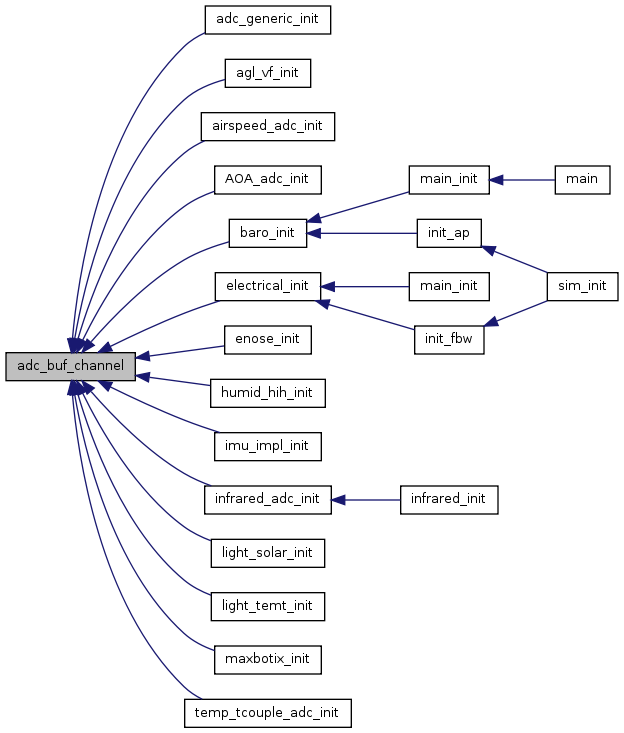 adc_generic_init
agl_vf_init
airspeed_adc_init
AOA_adc_init
main_init
main
baro_init
init_ap
electrical_init
main_init
sim_init
enose_init
init_fbw
adc_buf_channel
humid_hih_init
imu_impl_init
infrared_adc_init
infrared_init
light_solar_init
light_temt_init
maxbotix_init
temp_tcouple_adc_init